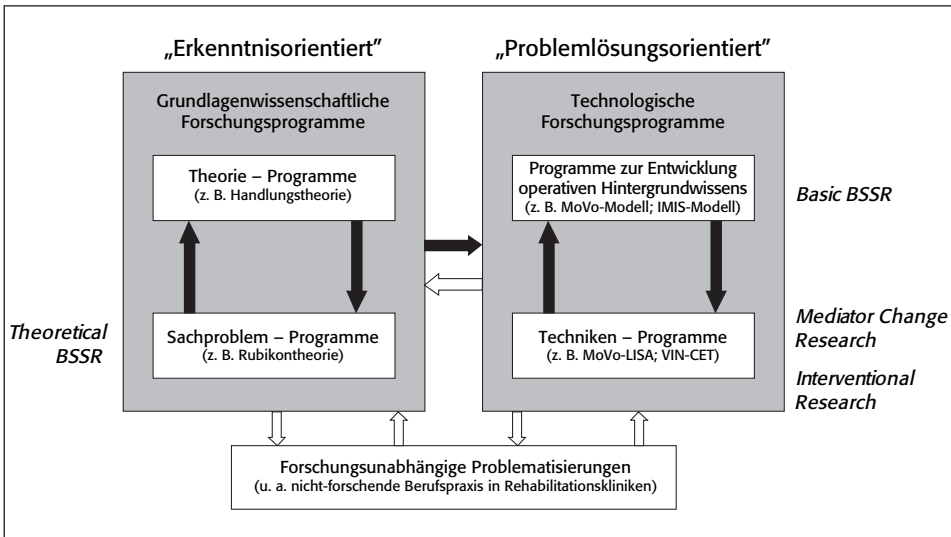 „Erkenntnisorientiert”
„Problemlösungsorientiert”
Grundlagenwissenschaftliche
Forschungsprogramme
Theorie – Programme
(z. B. Handlungstheorie)
Sachproblem – Programme
(z. B. Rubikontheorie)
Theoretical
BSSR
Technologische
Forschungsprogramme
Programme zur Entwicklung
operativen Hintergrundwissens
(z. B. MoVo-Modell; IMIS-Modell)
Techniken – Programme
(z. B. MoVo-LISA; VIN-CET)
Basic BSSR
Mediator Change
Research
Interventional
Research
Forschungsunabhängige Problematisierungen
(u. a. nicht-forschende Berufspraxis in Rehabilitationskliniken)